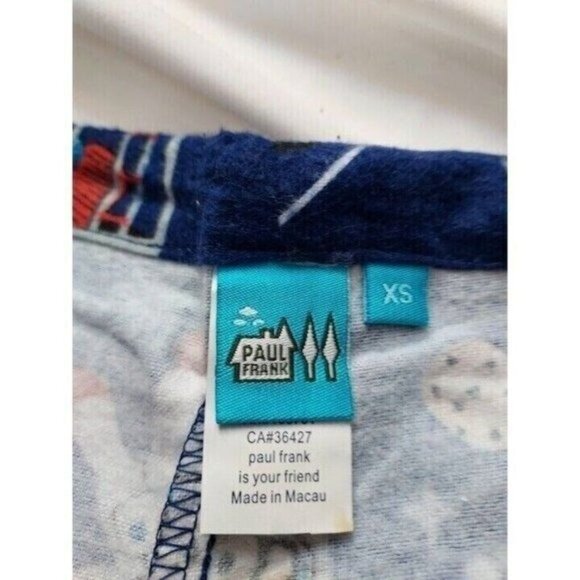 XS
PAUL
FRANK
CA#36427
paul frank
is your friend
Made in Macau